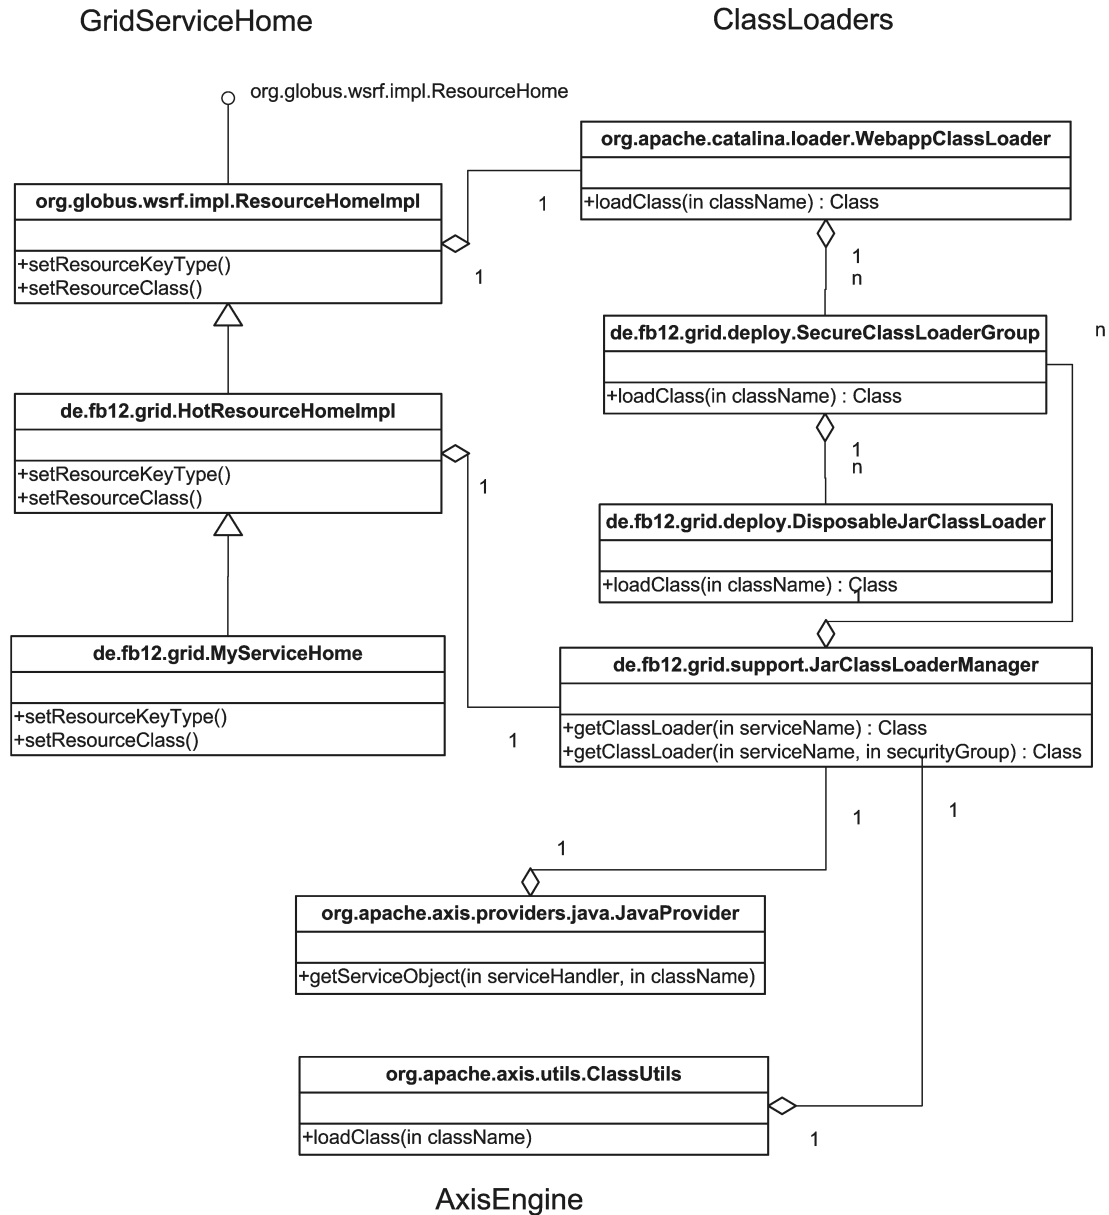 GridServiceHome
ClassLoaders
org.globus.wsrf.impl.ResourceHome
org.apache.catalina.loader.WebappClassLoader
+loadClass(in className) : Class
org.globus.wsrf.impl.ResourceHomeImpl
+setResourceKeyType()
+setResourceClass()
1
1
1
n
de.fb12.grid.deploy.SecureClassLoaderGroup
+loadClass(in className) : Class
n
de.fb12.grid.HotResourceHomeImpl
+setResourceKeyType()
+setResourceClass()
1
1
n
de.fb12.grid.deploy.DisposableJarClassLoader
+loadClass(in className) : Class
1
de.fb12.grid.MyServiceHome
+setResourceKeyType()
+setResourceClass()
1
de.fb12.grid.support.JarClassLoaderManager
+getClassLoader(in serviceName) : Class
+getClassLoader(in serviceName, in securityGroup) : Class
1
1
1
org.apache.axis.providers.java.JavaProvider
+getServiceObject(in serviceHandler, in className)
org.apache.axis.utils.ClassUtils
+loadClass(in className)
1
AxisEngine